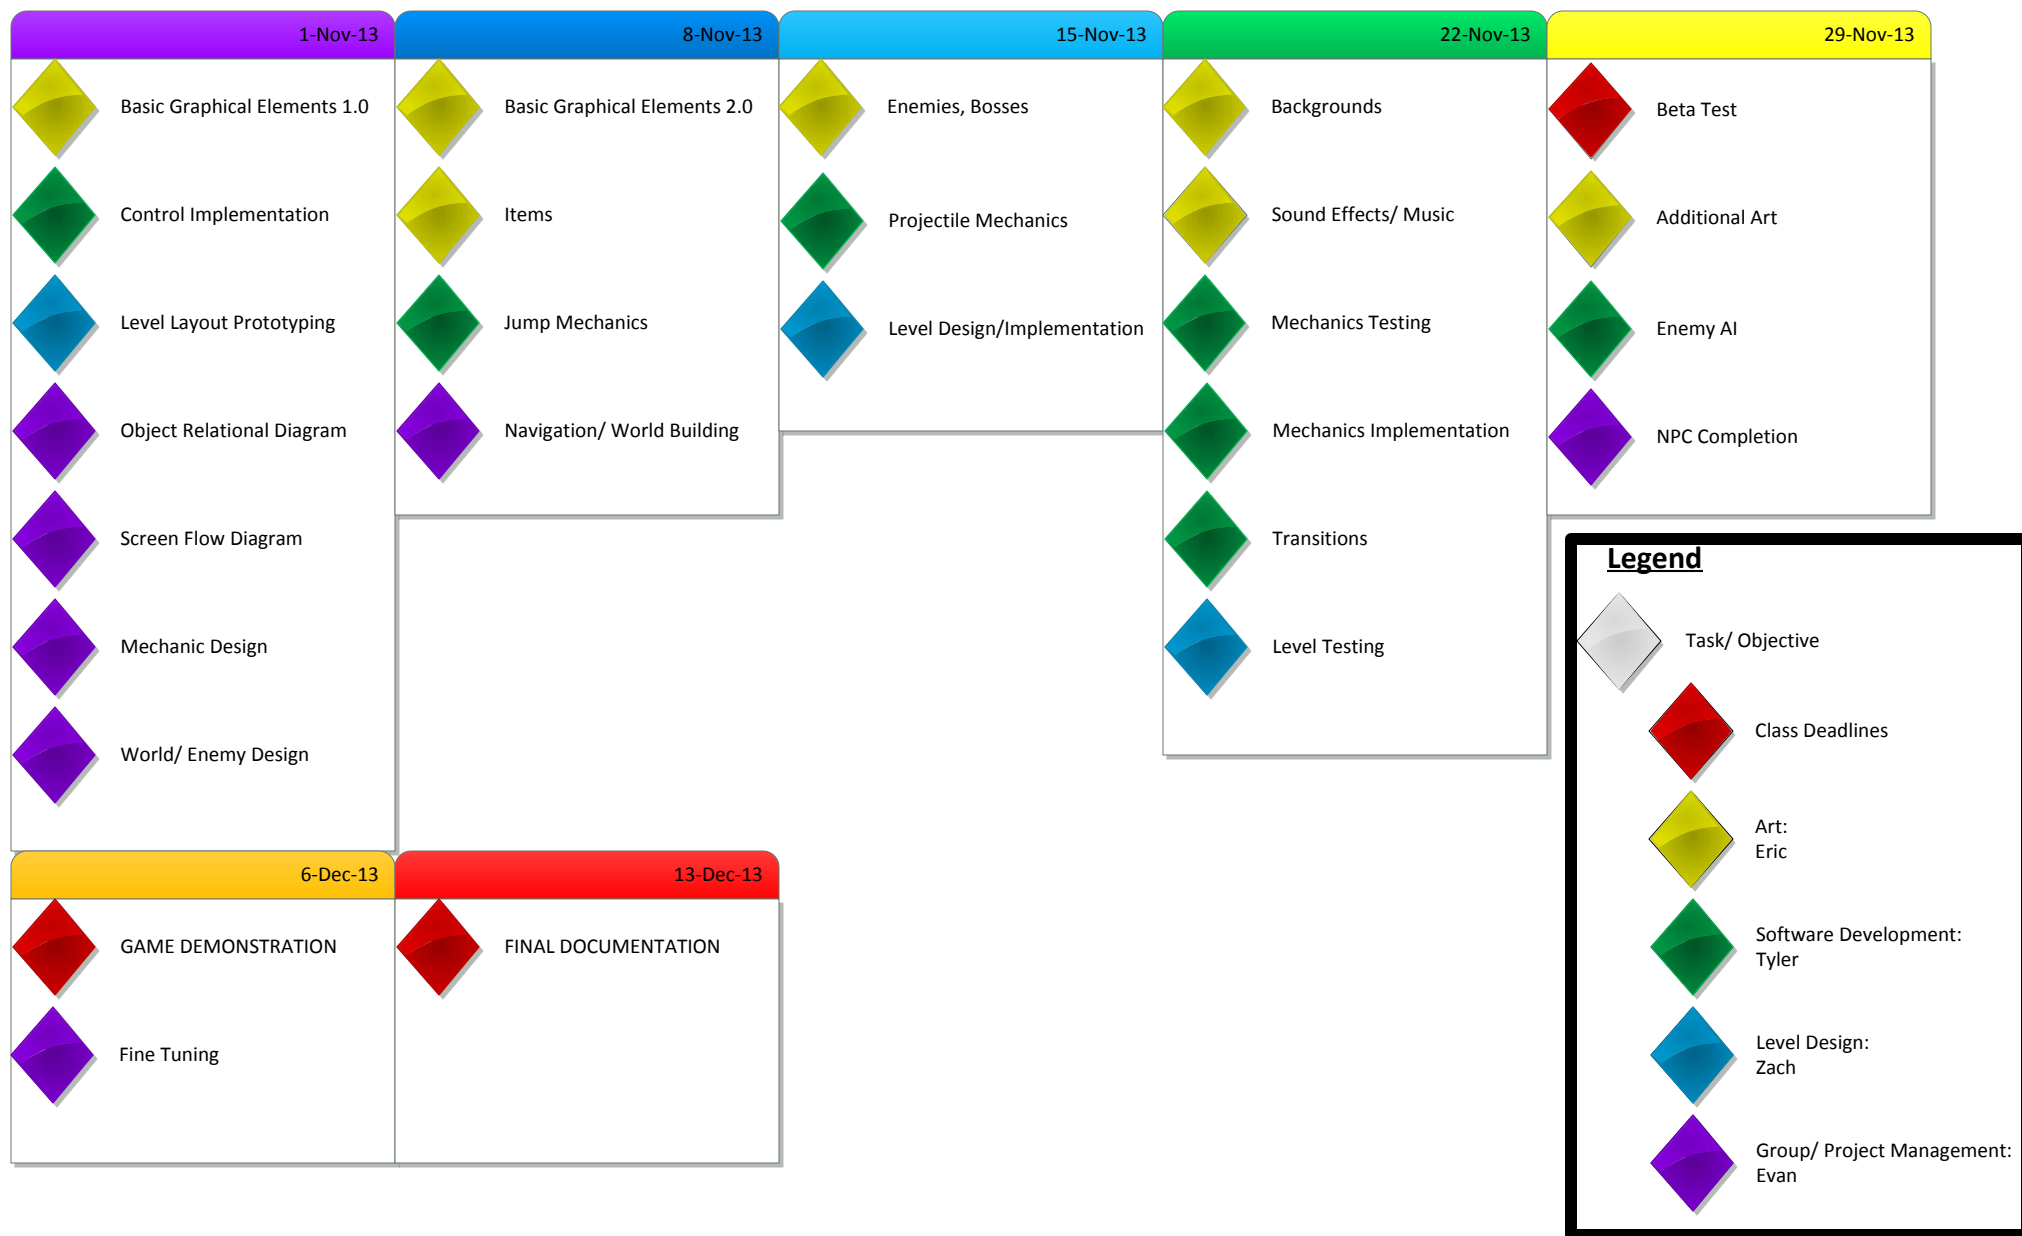 1-Nov-13
Basic Graphical Elements 1.0
Control Implementation
Level Layout Prototyping
Object Relational Diagram
Screen Flow Diagram
Mechanic Design
World/ Enemy Design
8-Nov-13
Basic Graphical Elements 2.0
Items
Jump Mechanics
Navigation/ World Building
15-Nov-13
Enemies, Bosses
Projectile Mechanics
Level Design/Implementation
22-Nov-13
Backgrounds
Sound Effects/ Music
Mechanics Testing
Mechanics Implementation
Transitions
Level Testing
29-Nov-13
Beta Test
Additional Art
Enemy AI
NPC Completion
6-Dec-13
GAME DEMONSTRATION
Fine Tuning
13-Dec-13
FINAL DOCUMENTATION
Legend
Task/ Objective
Class Deadlines
Art:
Eric
Software Development:
Tyler
Level Design:
Zach
Group/ Project Management:
Evan